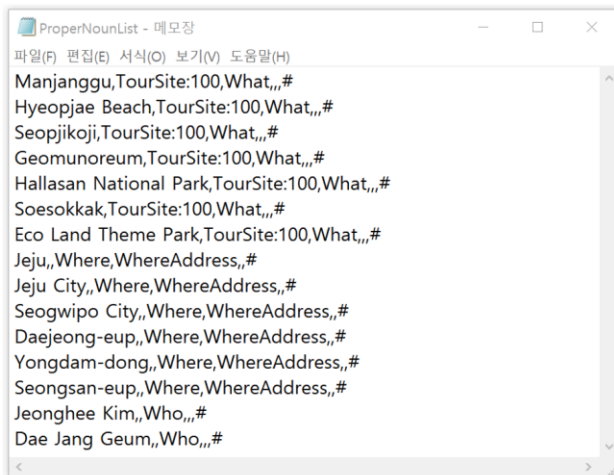 ProperNounList - 메모장
파일(F) 편집(E) 서식(O) 보기(V) 도움말(H)
Manjanggu,TourSite:100,What,,,#
Hyeopjae Beach,TourSite:100,What,,,#
Seopjikoji,TourSite:100,What,,,#
Geomunoreum,TourSite:100,What,,,#
Hallasan National Park,TourSite:100,What,,,#
Soesokkak,TourSite:100,What,,,#
Eco Land Theme Park,TourSite:100,What,,,#
Jeju,,Where,WhereAddress,,#
Jeju City,,Where,WhereAddress,,#
Seogwipo City,,Where,WhereAddress,,#
Daejeong-eup,,Where,WhereAddress,,#
Yongdam-dong,,Where,WhereAddress,,#
Seongsan-eup,,Where,WhereAddress,,#
Jeonghee Kim,,Who,,,#
Dae Jang Geum,,Who,,,#